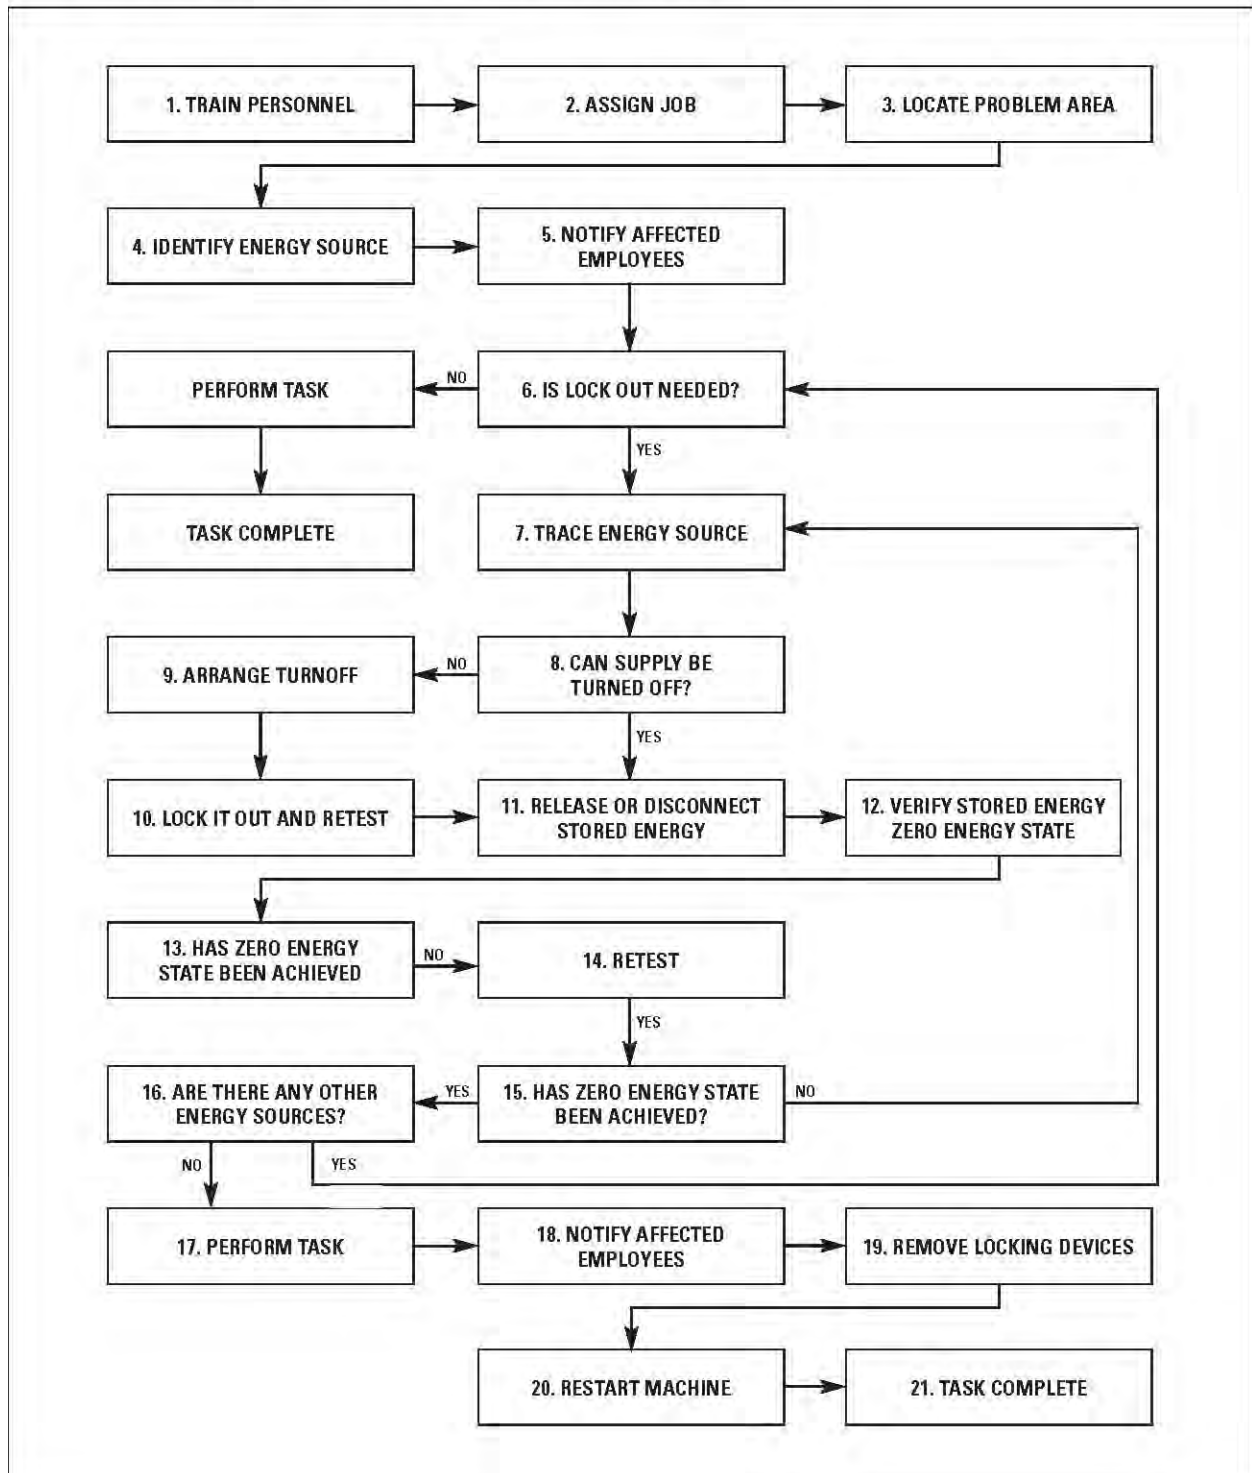 1. TRAIN PERSONNEL
2. ASSIGN JOB
3. LOCATE PROBLEM AREA
4. IDENTIFY ENERGY SOURCE
5. NOTIFY AFFECTED
EMPLOYEES
PERFORM TASK
NO
6. IS LOCK OUT NEEDED?
YES
TASK COMPLETE
7. TRACE ENERGY SOURCE
9. ARRANGE TURNOFF
NO
8. CAN SUPPLY BE
TURNED OFF?
YES
10. LOCK IT OUT AND RETEST
11. RELEASE OR DISCONNECT
STORED ENERGY
12. VERIFY STORED ENERGY
ZERO ENERGY STATE
13. HAS ZERO ENERGY
STATE BEEN ACHIEVED
NO
14. RETEST
YES
16. ARE THERE ANY OTHER
ENERGY SOURCES?
YES
15. HAS ZERO ENERGY STATE
BEEN ACHIEVED?
NO
NO
YES
17. PERFORM TASK
18. NOTIFY AFFECTED
EMPLOYEES
19. REMOVE LOCKING DEVICES
20. RESTART MACHINE
21. TASK COMPLETE